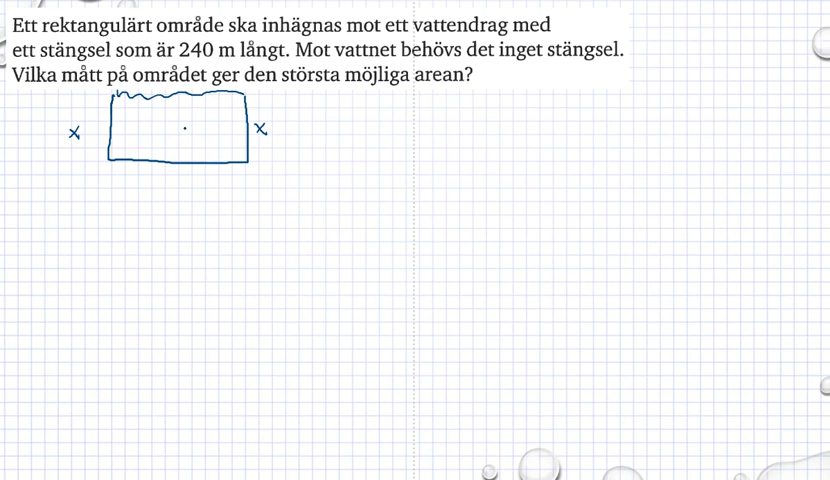 Ett rektangulärt område ska inhägnas mot ett vattendrag med
ett stängsel som är 240 m långt. Mot vattnet behövs det inget stängsel.
Vilka mått på området ger den största möjliga arean?
x x